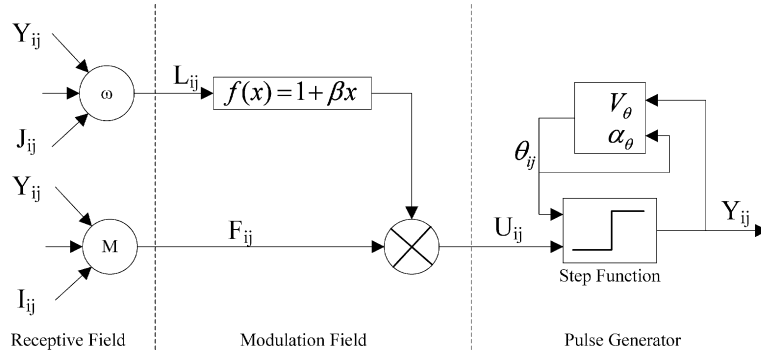 Y_ij
ω
J_ij
L_ij
f(x) = 1 + βx
Y_ij
M
I_ij
F_ij
U_ij
V_θ
α_θ
θ_ij
Y_ij
Step Function
Receptive Field
Modulation Field
Pulse Generator